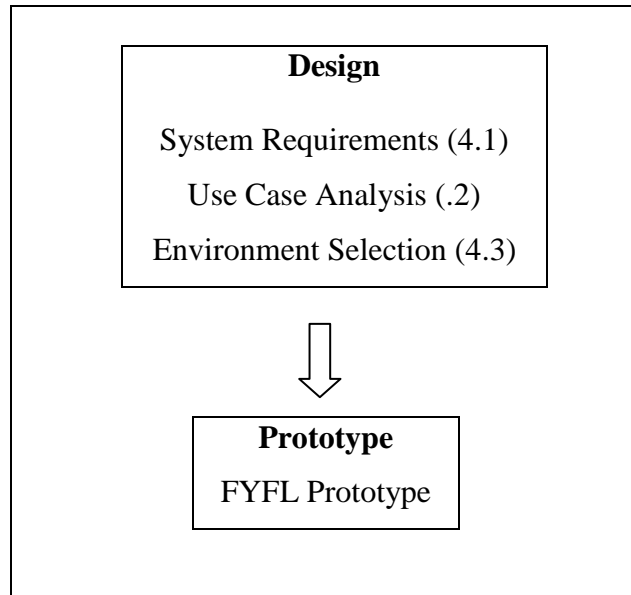 Design
System Requirements (4.1)
Use Case Analysis (.2)
Environment Selection (4.3)
Prototype
FYFL Prototype